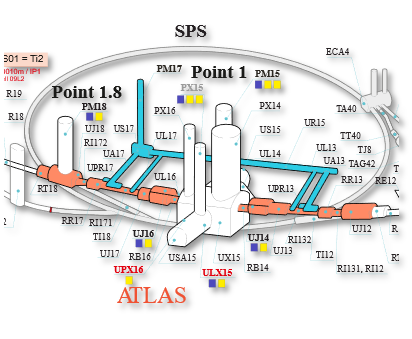 SPS
ECA4
S01 = Ti2
PM17
Point 1
PM15
R19
Point 1.8
PX15
PM18
PX16
PX14
TA40
R18
UJ18
US17
UL17
US15
UR15
TT40
RI172
UL13
TJ8
UA17
UL14
UA13
TAG42
UPR17
UL16
RR13
RE12
RT18
UPR13
RR17
RI171
TI18
UJ16
UJ14
RI132
UJ12
UJ17
RB16
USA15
UX15
UJ13
TI12
UPX16
ULX15
RB14
RI131, RI12
ATLAS